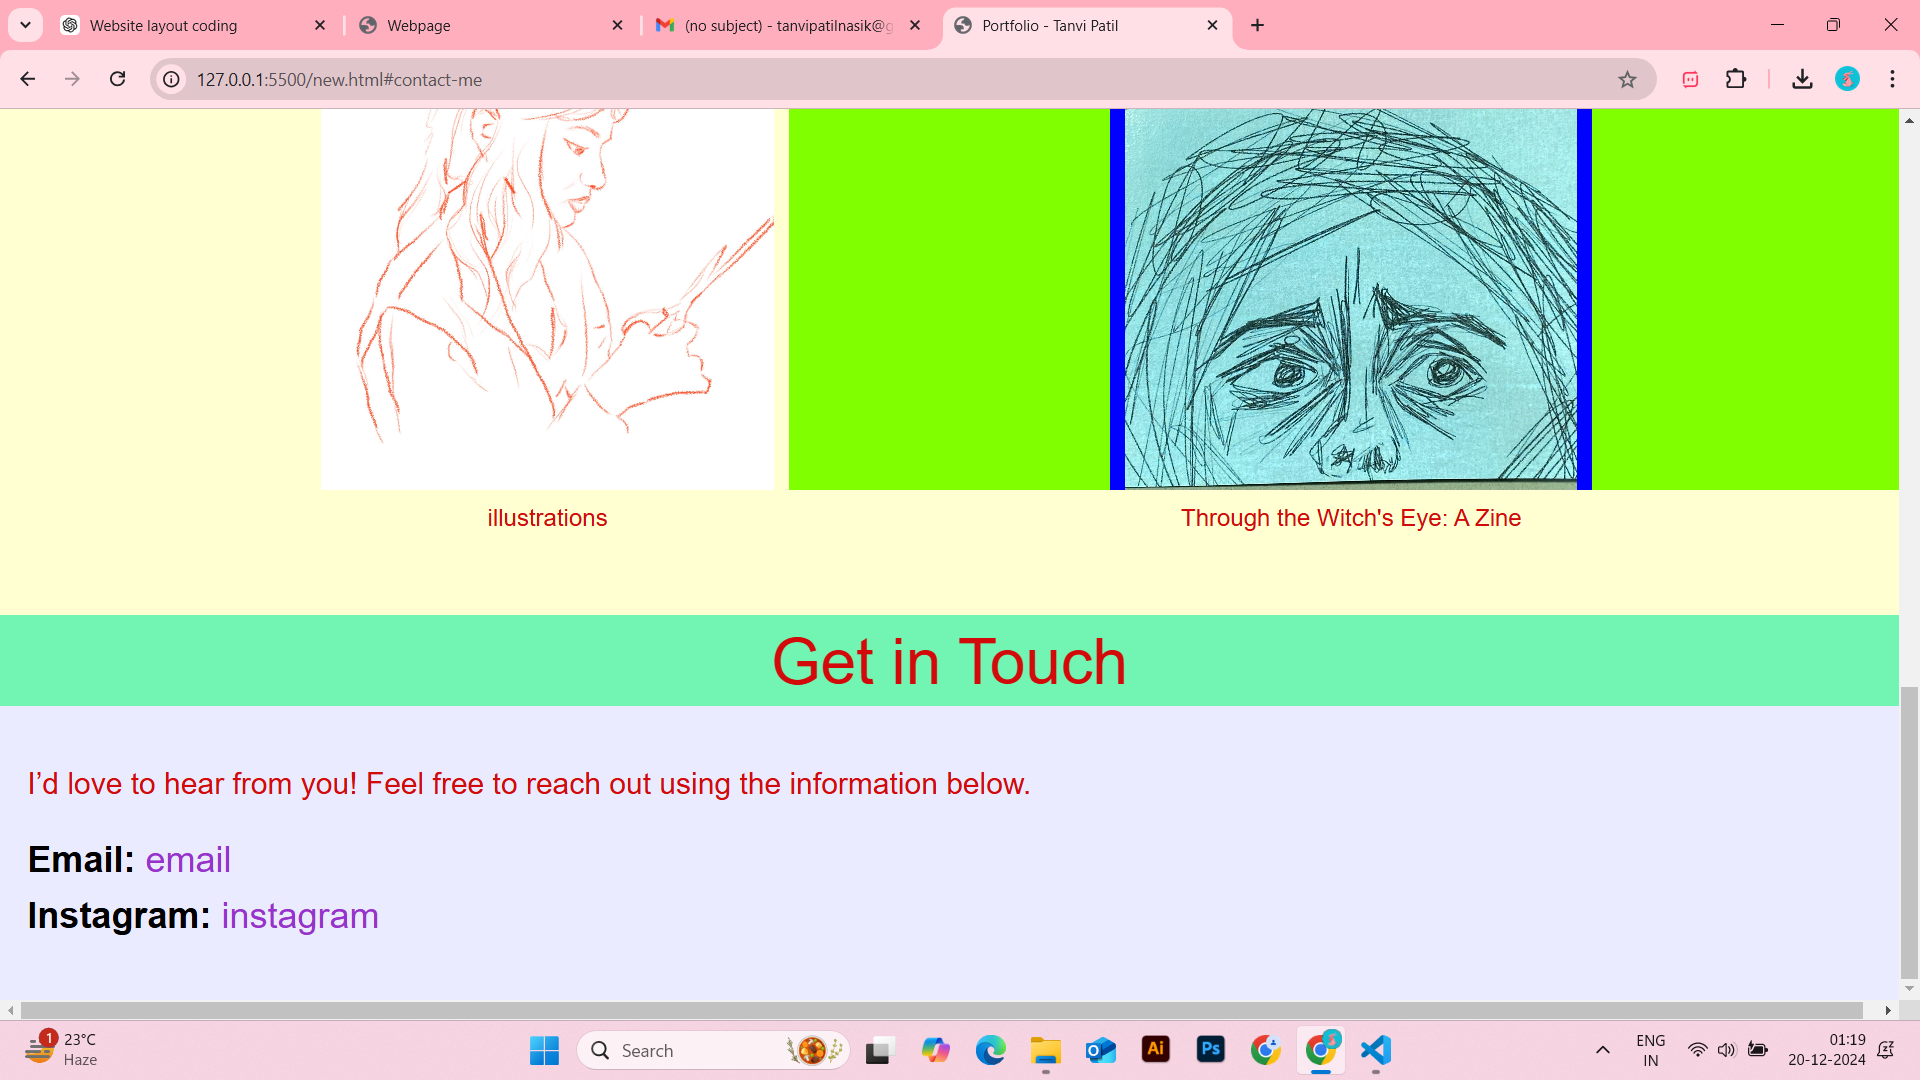 Website layout coding
Webpage
(no subject) - tanvipatilnasik@g
Portfolio - Tanvi Patil
127.0.0.1:5500/new.html#contact-me
illustrations
Through the Witch's Eye: A Zine
Get in Touch
I’d love to hear from you! Feel free to reach out using the information below.
Email: email
Instagram: instagram
1
23°C
Haze
Search
Ai
Ps
ENG
IN
01:19
20-12-2024